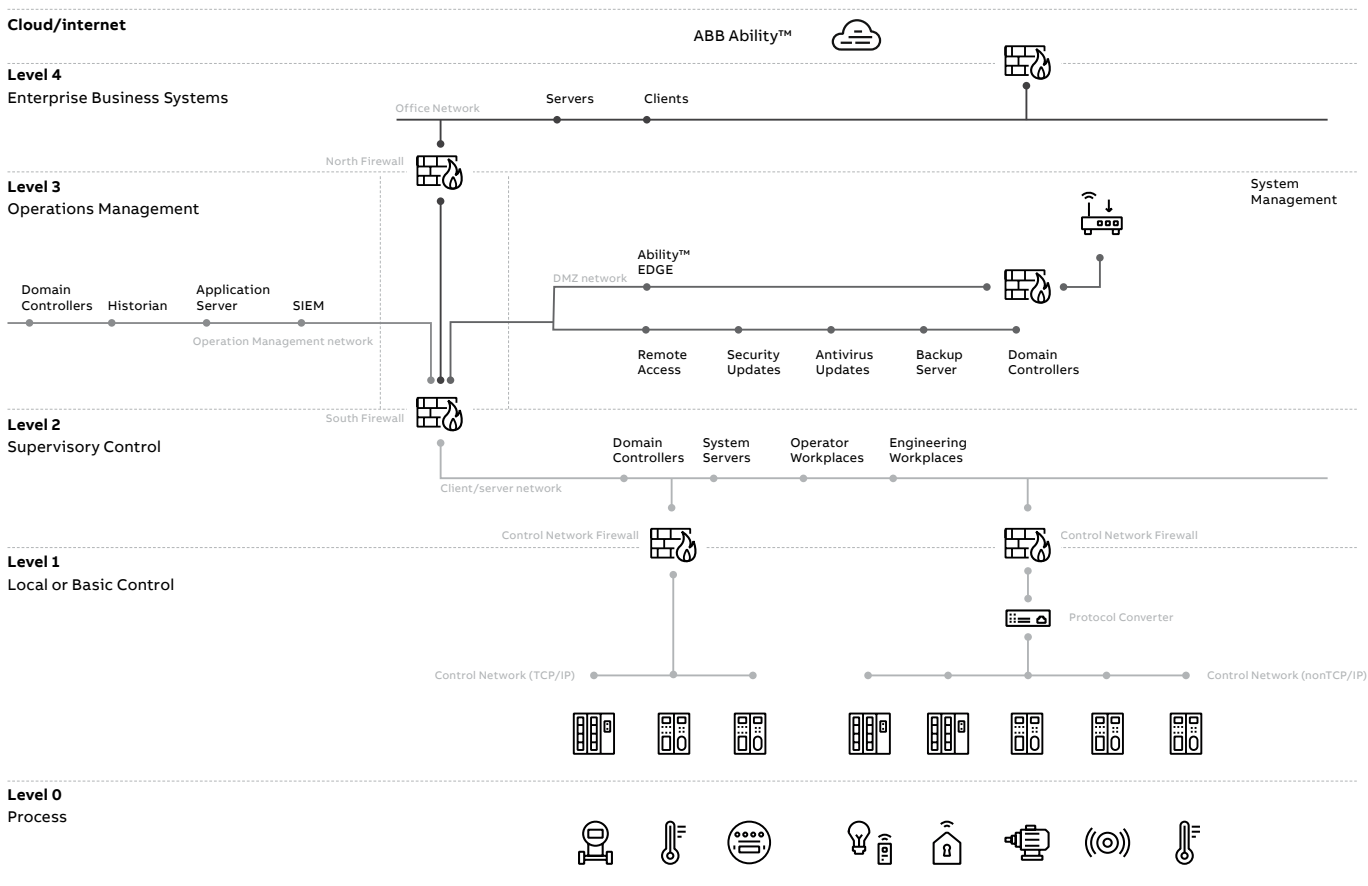 Cloud/internet
ABB Ability™
Level 4
Enterprise Business Systems
Office Network
Servers
Clients
North Firewall
Level 3
Operations Management
System
Management
Ability™
EDGE
DMZ network
Domain
Controllers
Historian
Application
Server
SIEM
Operation Management network
Remote
Access
Security
Updates
Antivirus
Updates
Backup
Server
Domain
Controllers
South Firewall
Level 2
Supervisory Control
Domain
Controllers
System
Servers
Operator
Workplaces
Engineering
Workplaces
Client/server network
Control Network Firewall
Control Network Firewall
Level 1
Local or Basic Control
Protocol Converter
Control Network (TCP/IP)
Control Network (nonTCP/IP)
Level 0
Process